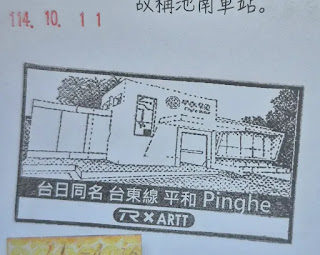 故稱池南車站。
114.10.11
台日同名 台東線 平和 Pinghe
TR × ARTT